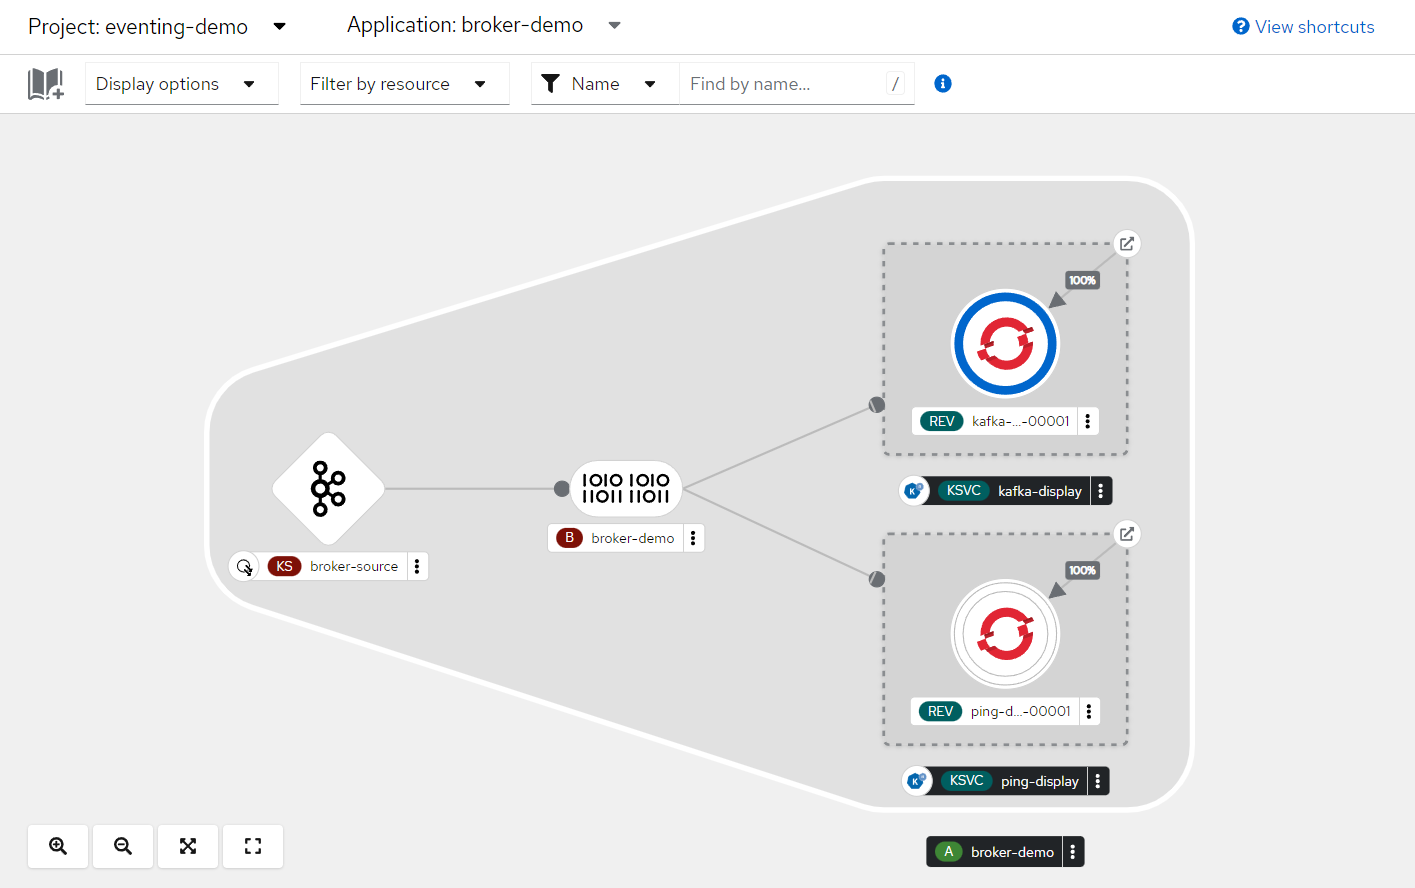 Project: eventing-demo
Application: broker-demo
View shortcuts
Display options
Filter by resource
Name
Find by name...
/
100%
REV kafka-...-00001
KSVC kafka-display
1010 1010
11011 11011
B broker-demo
KS broker-source
100%
REV ping-d...-00001
KSVC ping-display
A broker-demo